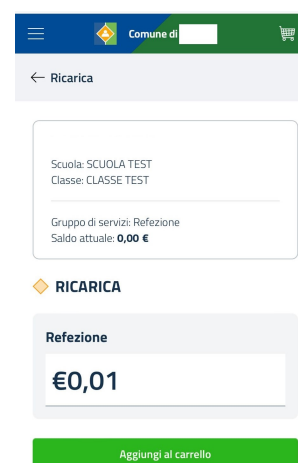 Comune di
Ricarica
Scuola: SCUOLA TEST
Classe: CLASSE TEST
Gruppo di servizi: Refezione
Saldo attuale: 0,00 €
RICARICA
Refezione
€0,01
Aggiungi al carrello